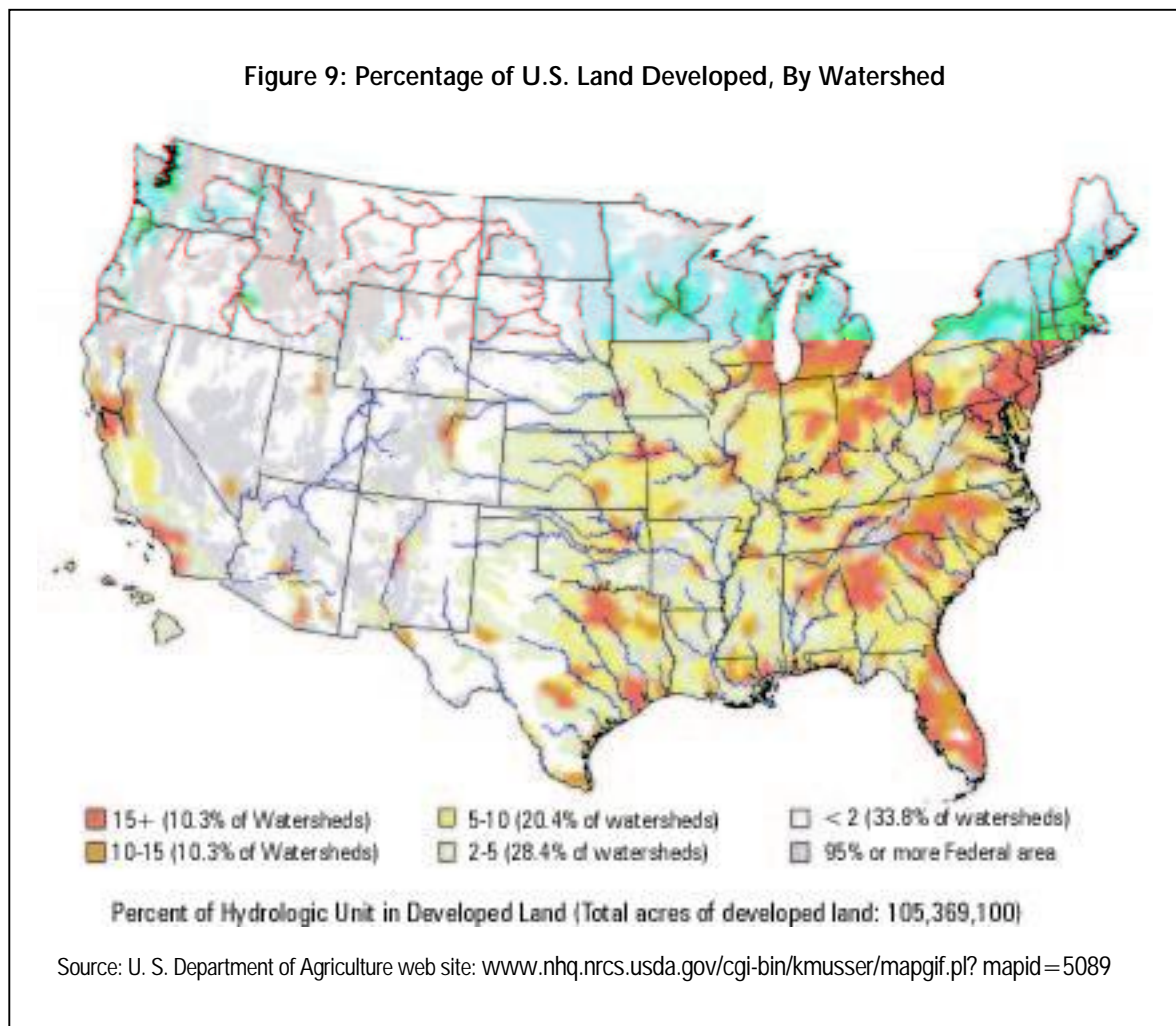 Figure 9: Percentage of U.S. Land Developed, By Watershed
15+ (10.3% of Watersheds)
10-15 (10.3% of Watersheds)
5-10 (20.4% of watersheds)
2-5 (28.4% of watersheds)
< 2 (33.8% of watersheds)
95% or more Federal area
Percent of Hydrologic Unit in Developed Land (Total acres of developed land: 105,369,100)
Source: U. S. Department of Agriculture web site: www.nhq.nrcs.usda.gov/cgi-bin/kmusser/mapgif.pl? mapid=5089